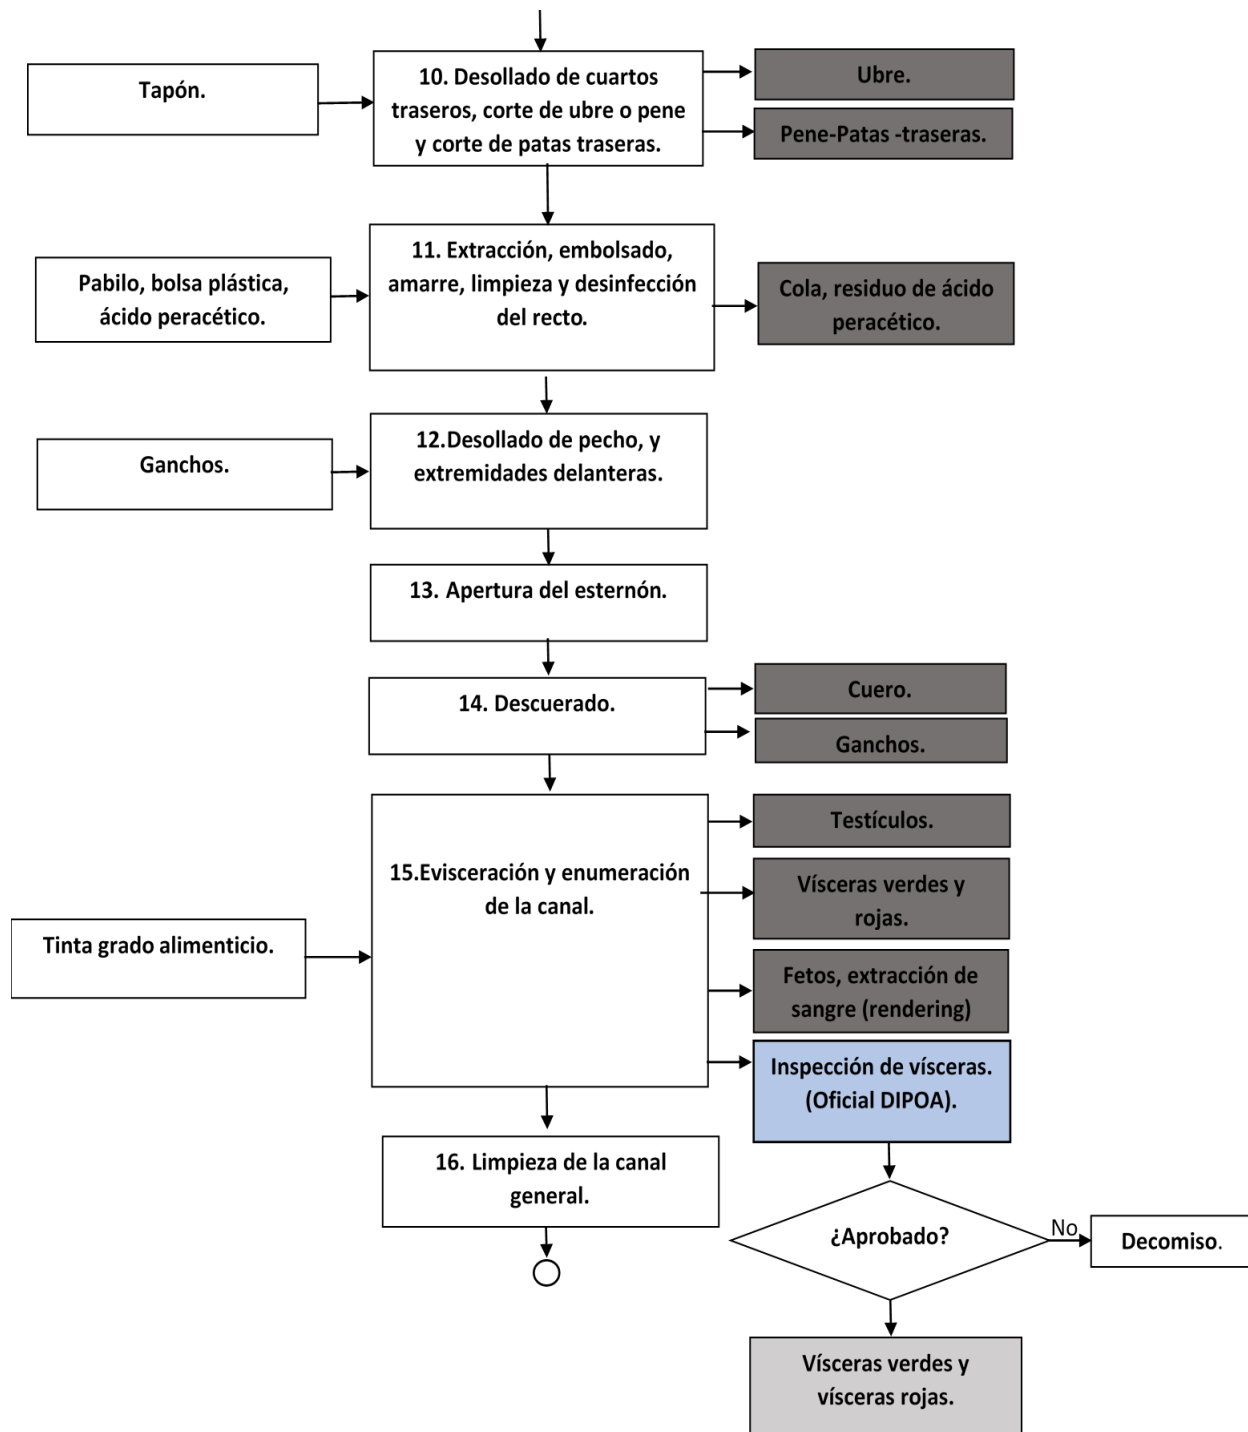 Tapón.
10. Desollado de cuartos
traseros, corte de ubre o pene
y corte de patas traseras.
Ubre.
Pene-Patas -traseras.
Pabilo, bolsa plástica,
ácido peracético.
11. Extracción, embolsado,
amarre, limpieza y desinfección
del recto.
Cola, residuo de ácido
peracético.
Ganchos.
12.Desollado de pecho, y
extremidades delanteras.
13. Apertura del esternón.
14. Descuerado.
Cuero.
Ganchos.
Tinta grado alimenticio.
15.Evisceración y enumeración
de la canal.
Testículos.
Vísceras verdes y
rojas.
Fetos, extracción de
sangre (rendering)
Inspección de vísceras.
(Oficial DIPOA).
16. Limpieza de la canal
general.
¿Aprobado?
No
Decomiso.
Vísceras verdes y
vísceras rojas.